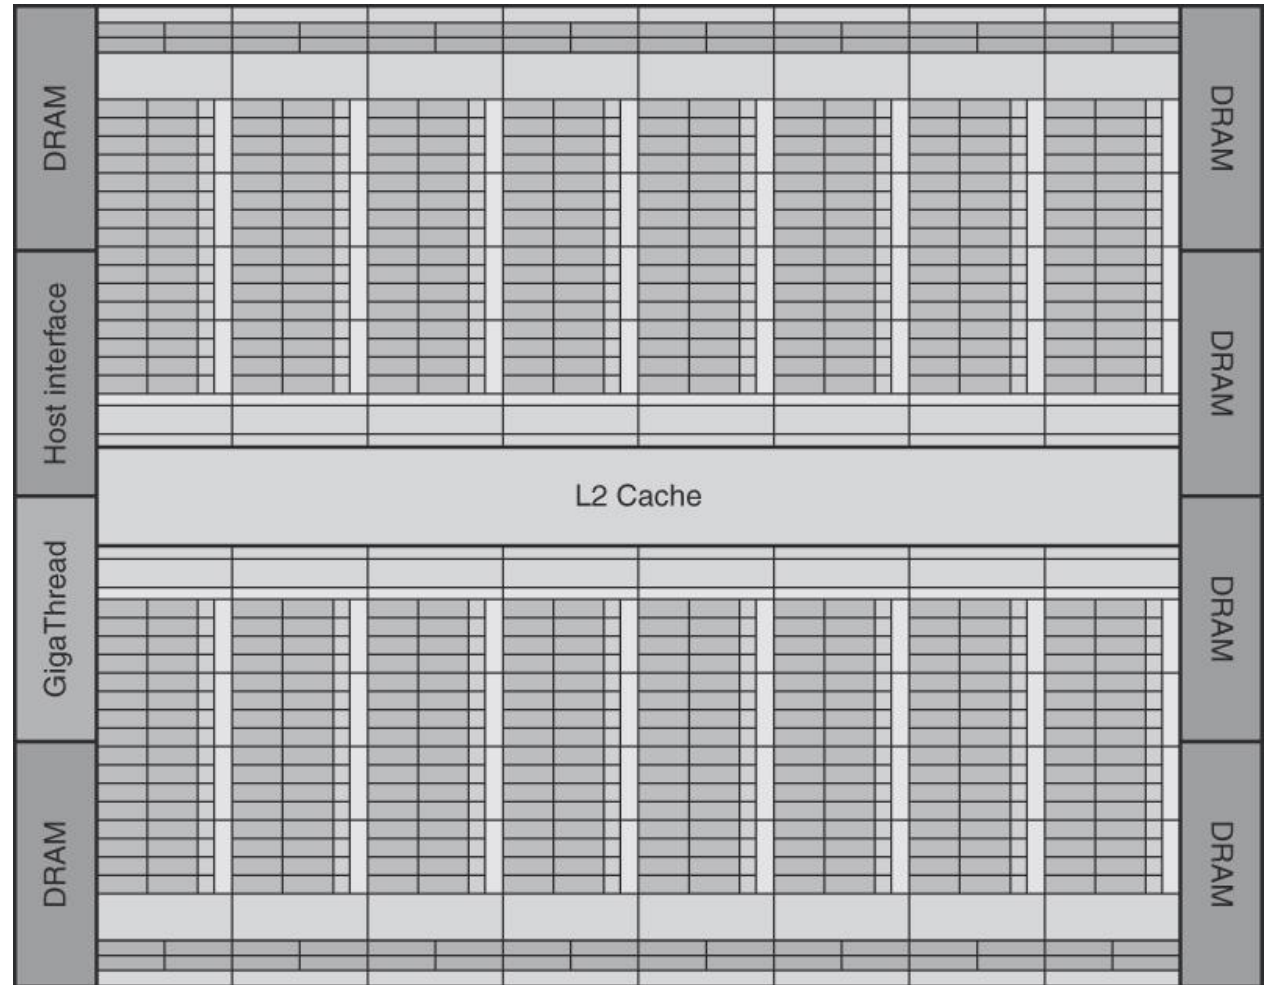 DRAM
Host interface
GigaThread
DRAM
L2 Cache
DRAM
DRAM
DRAM
DRAM